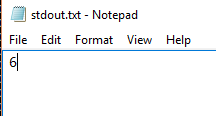 stdout.txt - Notepad
File Edit Format View Help
6